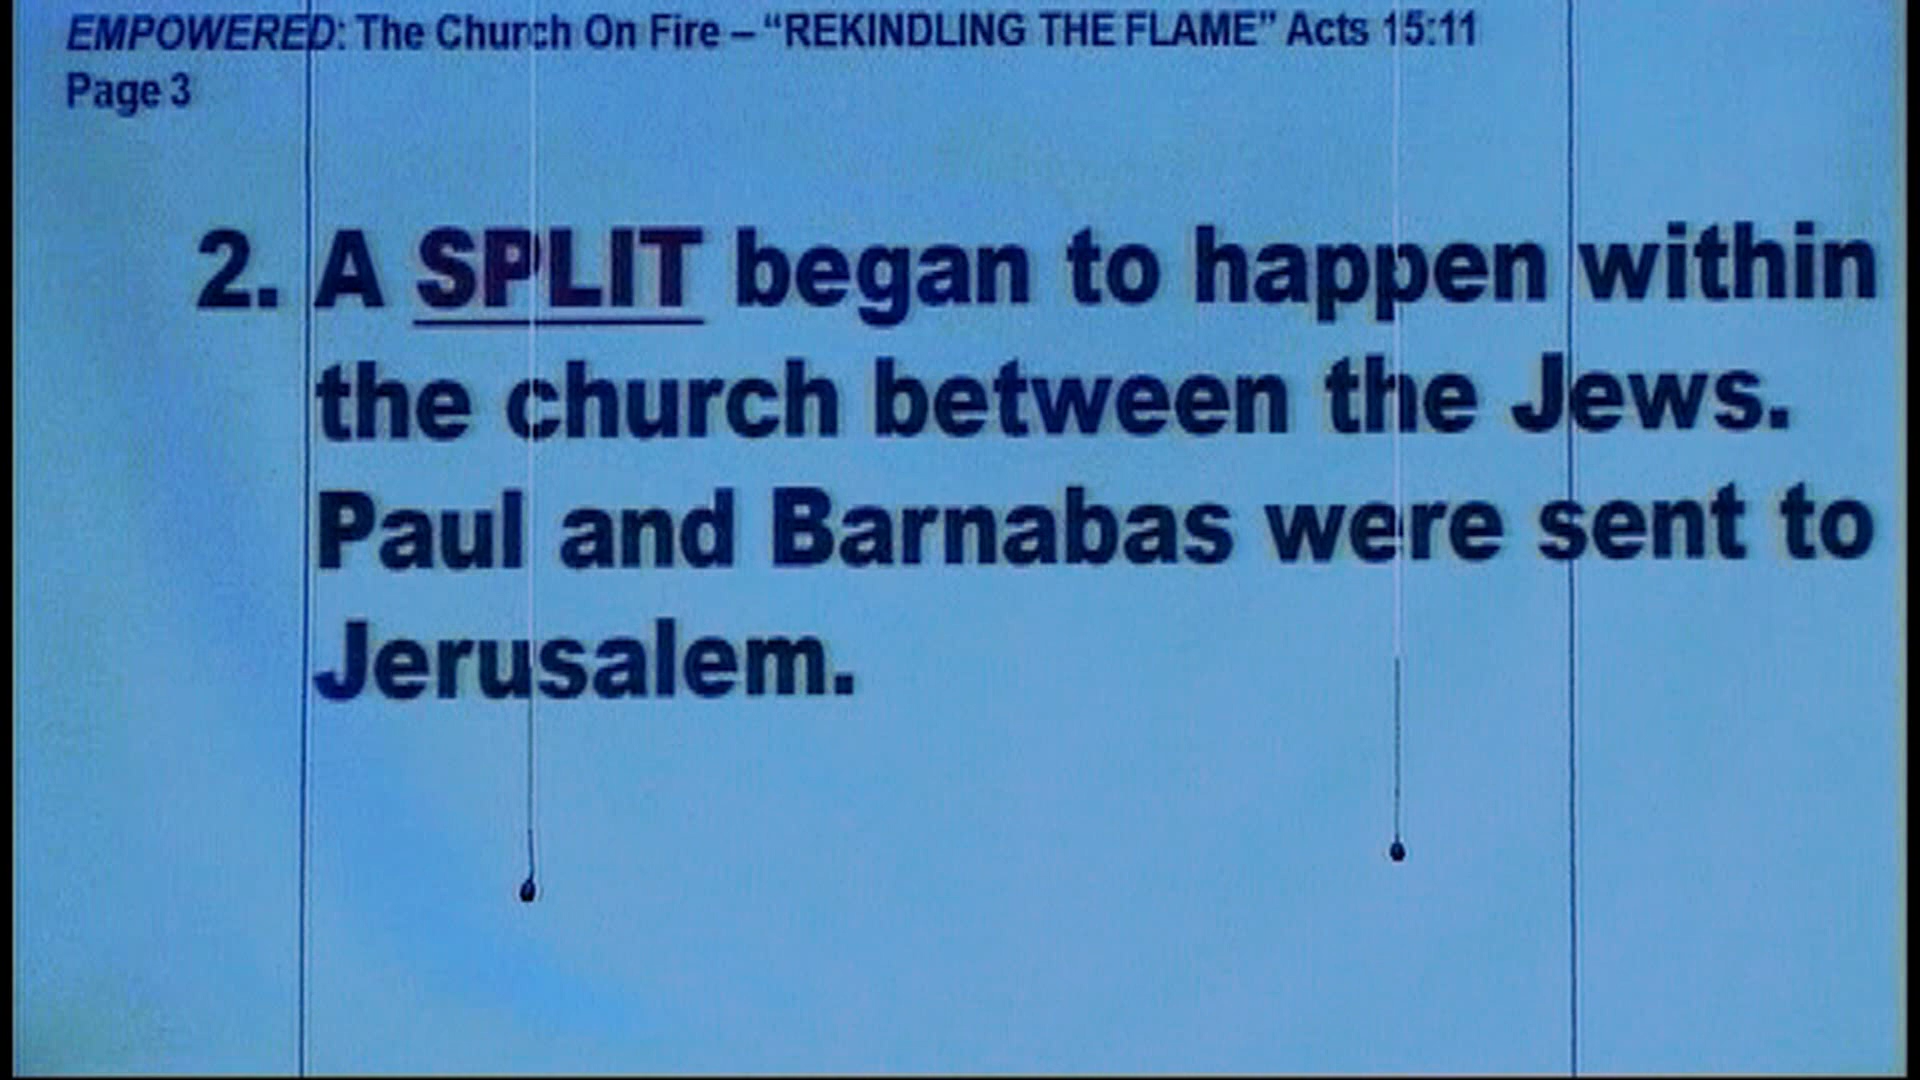 EMPOWERED: The Church On Fire – “REKINDLING THE FLAME” Acts 15:11
Page 3
2. A SPLIT began to happen within
the church between the Jews.
Paul and Barnabas were sent to
Jerusalem.